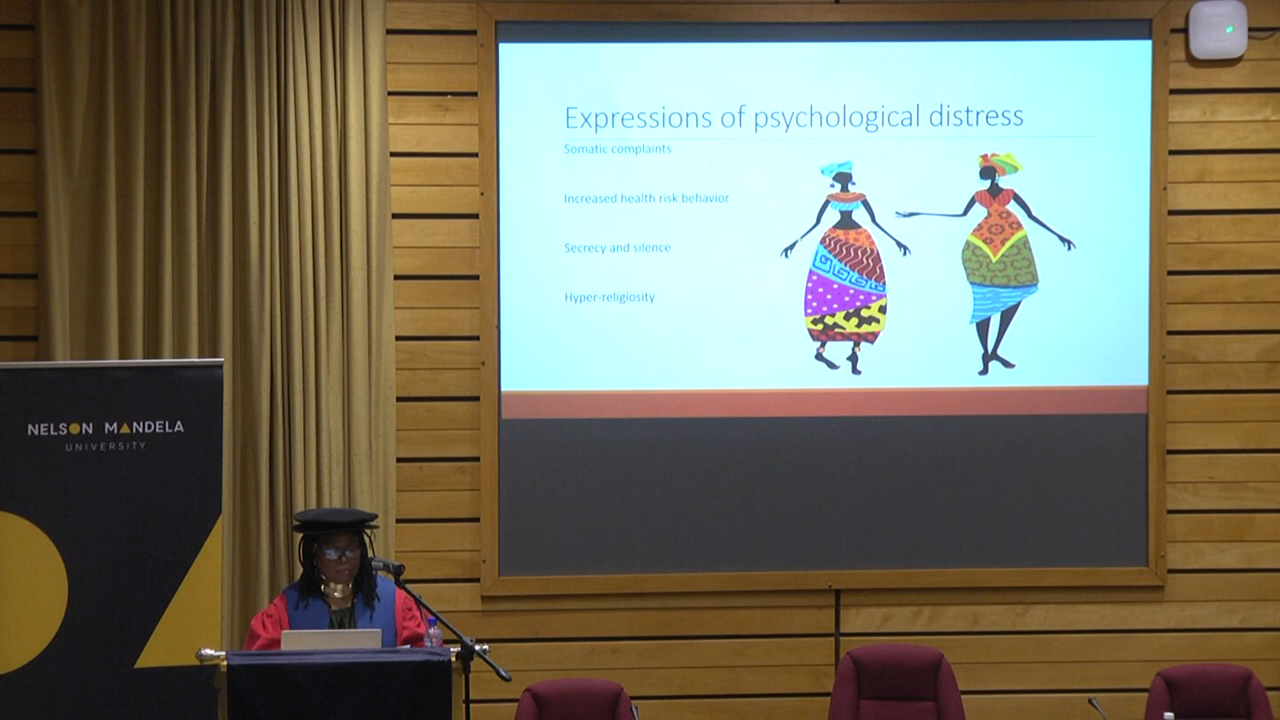 Expressions of psychological distress
Somatic complaints
Increased health risk behavior
Secrecy and silence
Hyper-religiosity
NELSON MANDELA
UNIVERSITY